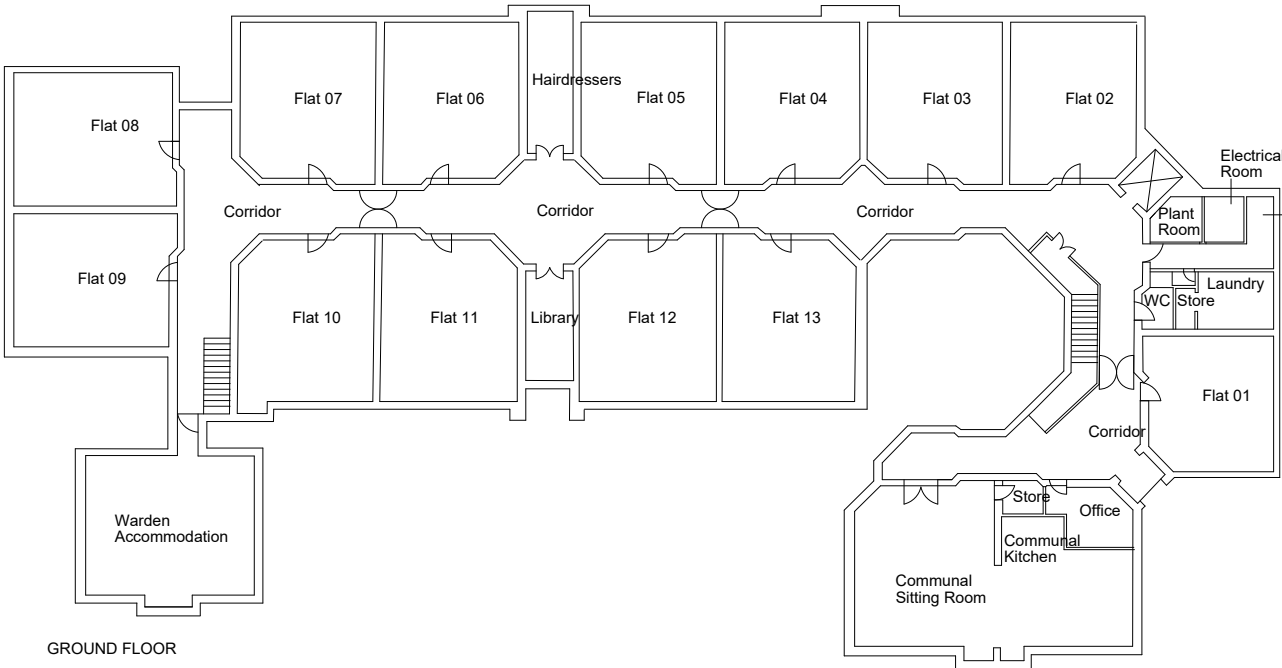 Hairdressers
Flat 07
Flat 06
Flat 05
Flat 04
Flat 03
Flat 02
Flat 08
Electrica
Room
Corridor
Corridor
Corridor
Plant
Room
Flat 09
Laundry
WC
Store
Flat 10
Flat 11
Library
Flat 12
Flat 13
Flat 01
Corridor
Store
Office
Warden
Accommodation
Communal
Kitchen
Communal
Sitting Room
GROUND FLOOR